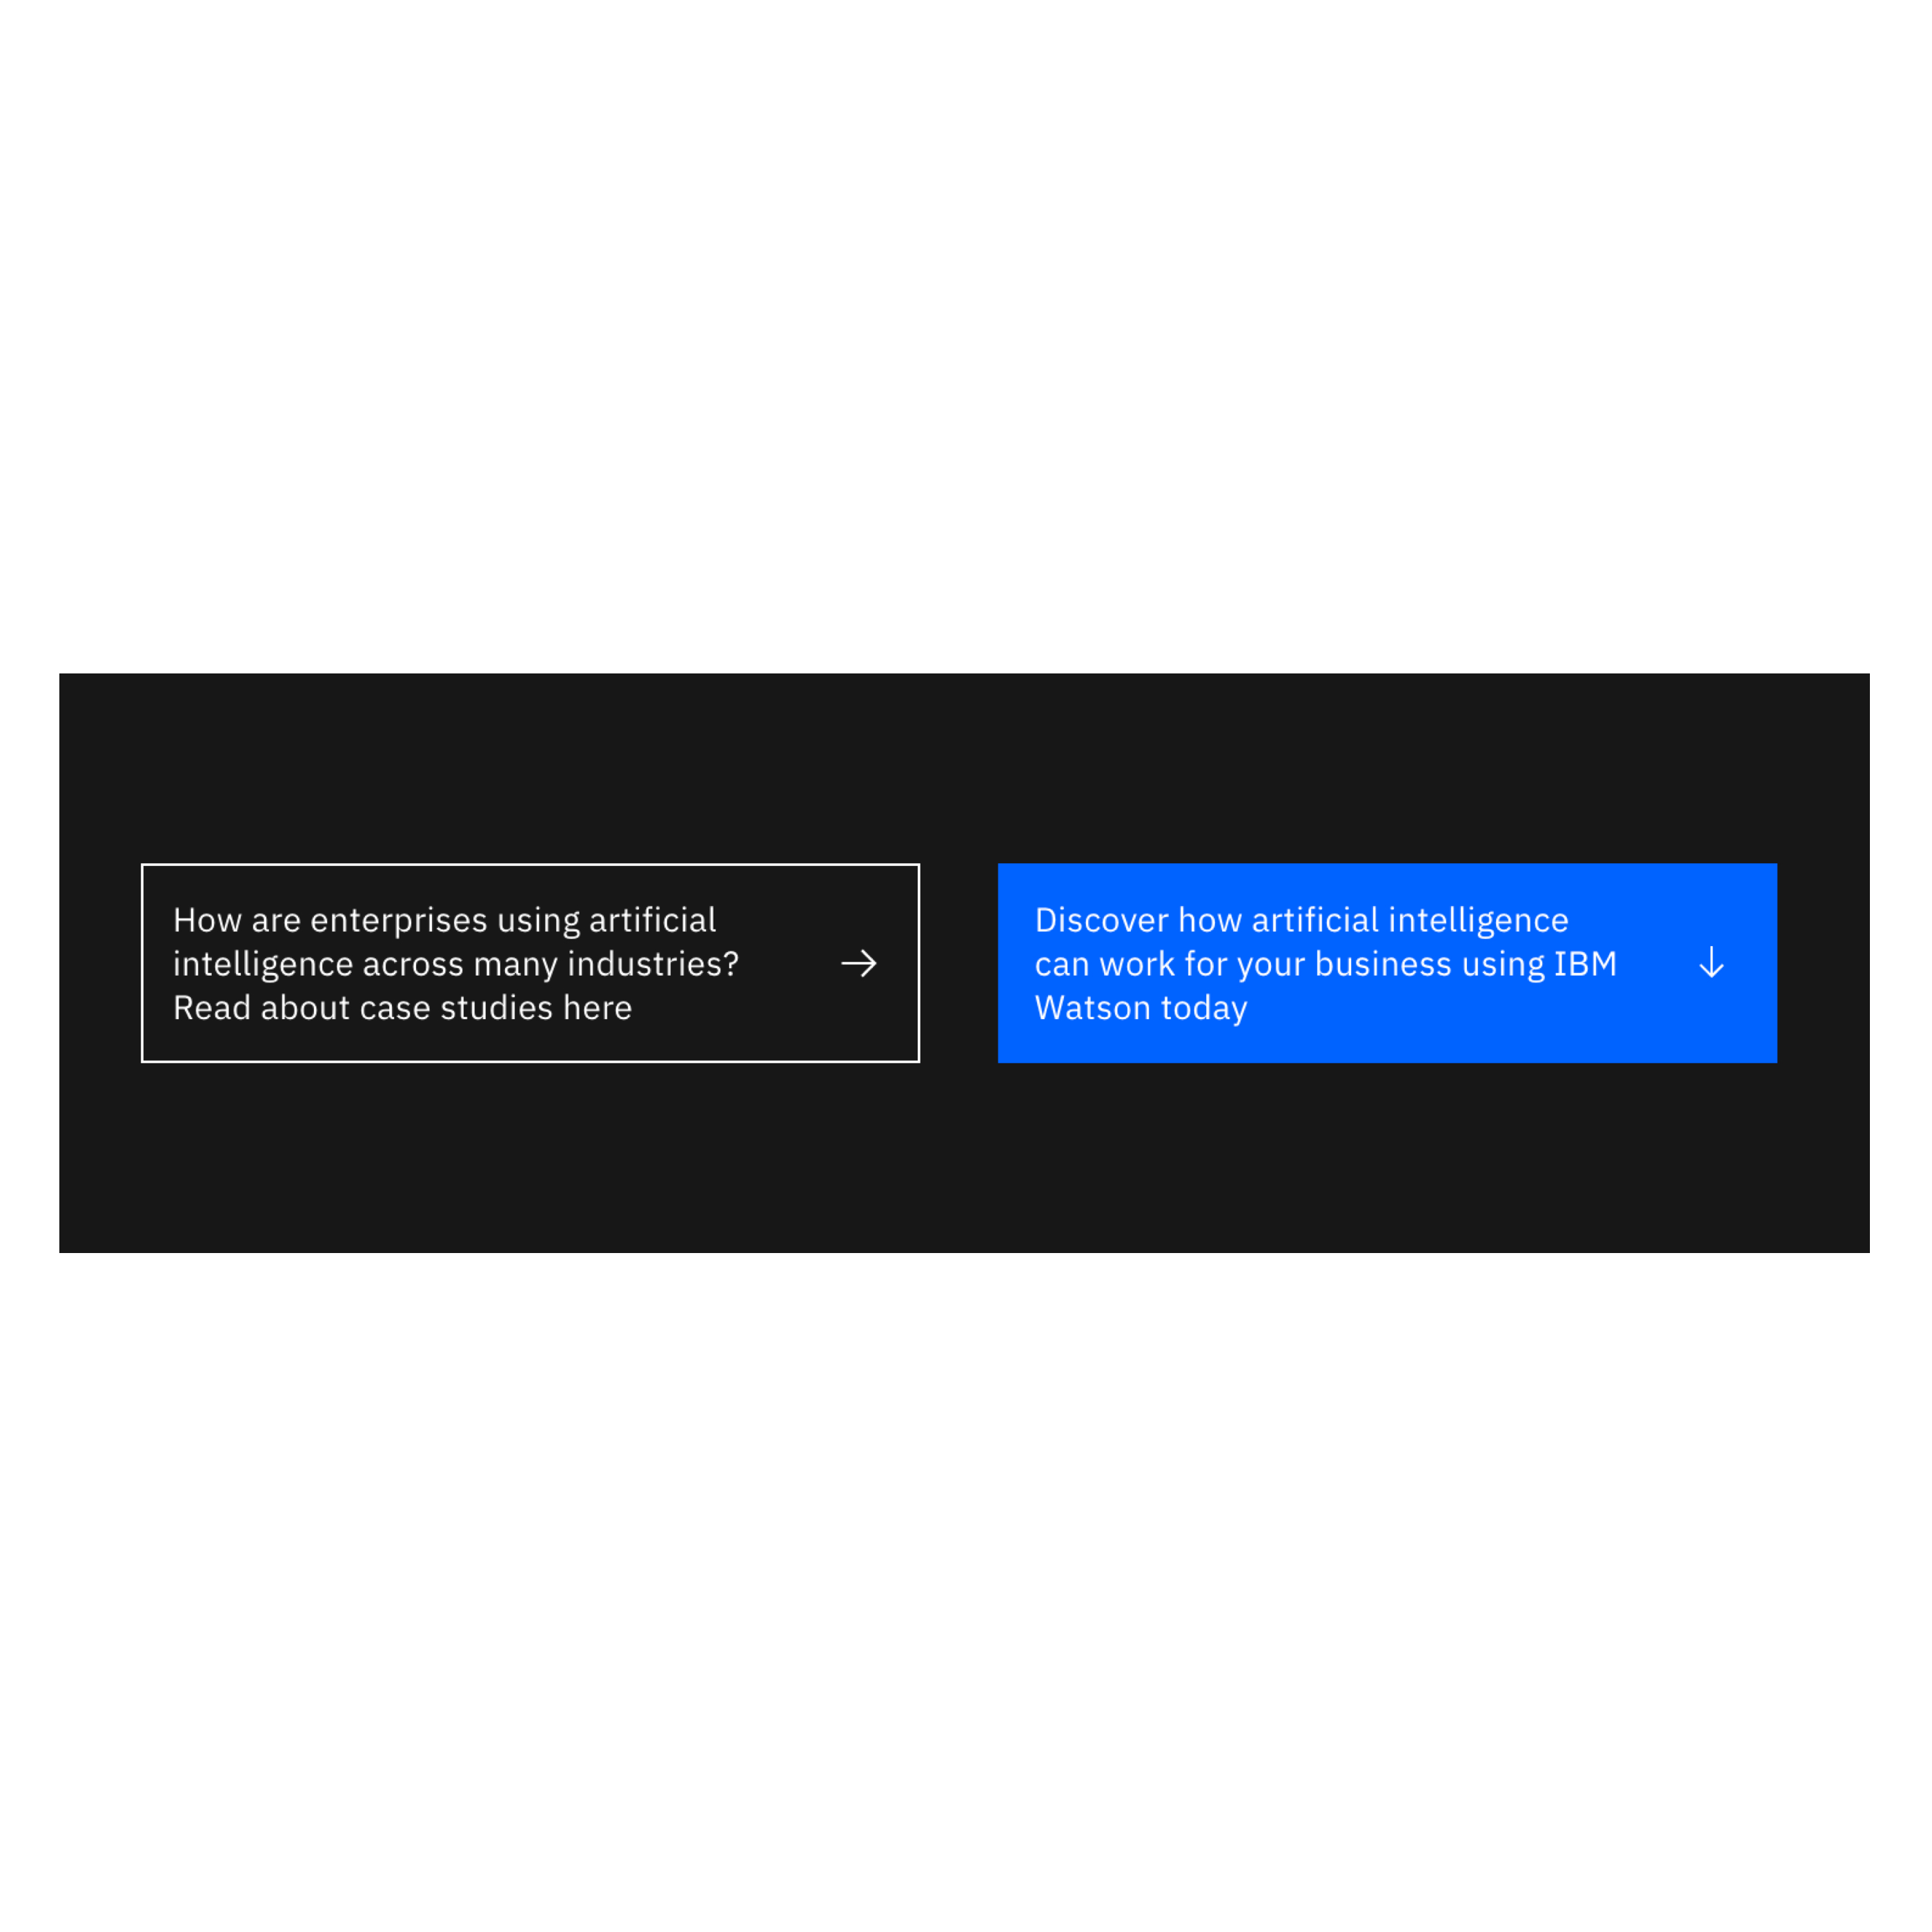 How are enterprises using artificial
intelligence across many industries?
Read about case studies here
Discover how artificial intelligence
can work for your business using IBM
Watson today